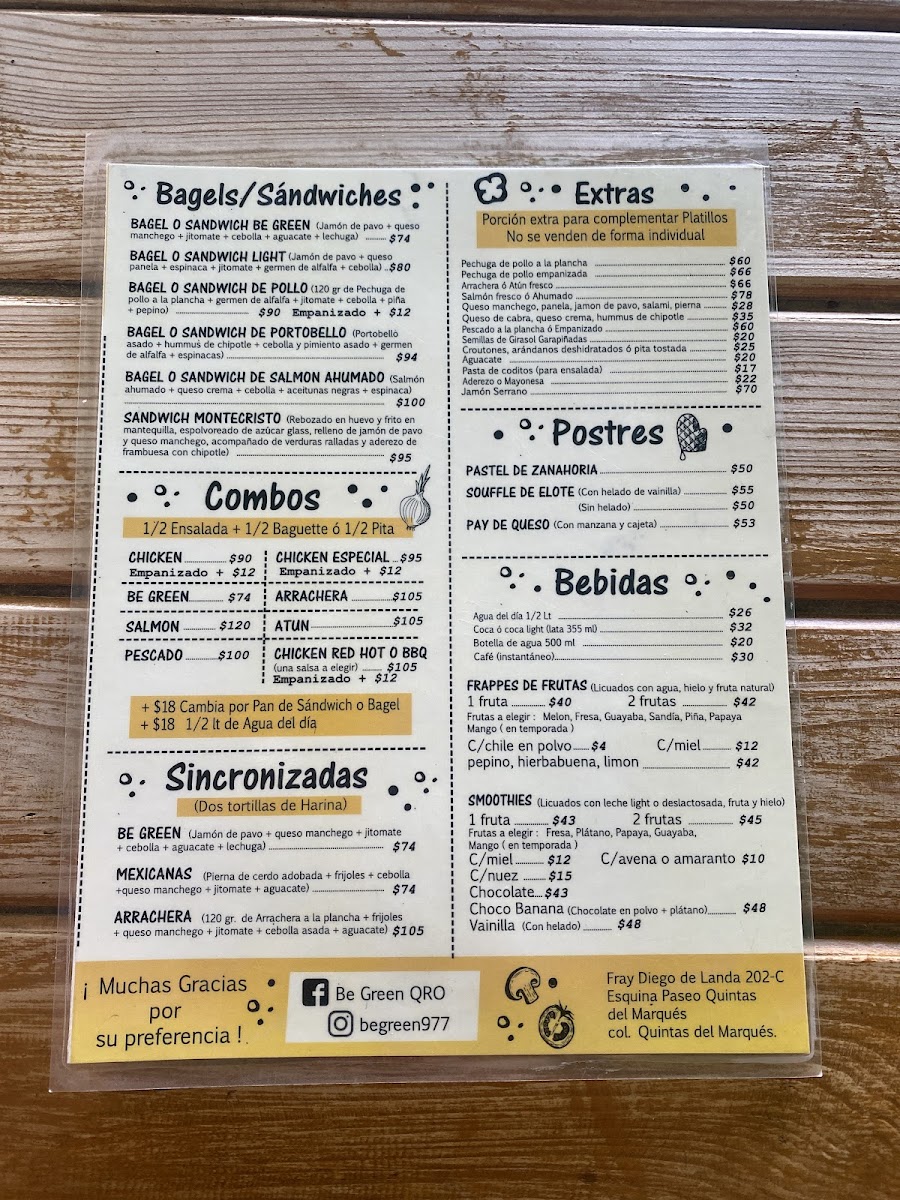 Bagels/Sándwiches
BAGEL O SANDWICH BE GREEN (Jamón de pavo + queso
manchego + jitomate + cebolla + aguacate + lechuga) $74
BAGEL O SANDWICH LIGHT (Jamón de pavo + queso
panela + espinaca + jitomate + germen de alfalfa + cebolla) $80
BAGEL O SANDWICH DE POLLO (120 gr de Pechuga de
pollo a la plancha + germen de alfalfa + jitomate + cebolla + piña
+ pepino) $90 Empanizado + $12
BAGEL O SANDWICH DE PORTOBELLO (Portobello
asado + hummus de chipotle + cebolla y pimiento asado + germen
de alfalfa + espinacas) $94
BAGEL O SANDWICH DE SALMON AHUMADO (Salmón
ahumado + queso crema + cebolla + aceitunas negras + espinaca)
$100
SANDWICH MONTECRISTO (Rebozado en huevo y frito en
mantequilla, espolvoreado de azúcar glass, relleno de jamón de pavo
y queso manchego, acompañado de verduras ralladas y aderezo de
frambuesa con chipotle) $95
Combos
1/2 Ensalada + 1/2 Baguette ó 1/2 Pita
CHICKEN $90
Empanizado + $12
CHICKEN ESPECIAL $95
Empanizado + $12
BE GREEN $74
ARRACHERA $105
SALMON $120
ATUN $105
PESCADO $100
CHICKEN RED HOT O BBQ
(una salsa a elegir) $105
Empanizado + $12
+ $18 Cambia por Pan de Sándwich o Bagel
+ $18 1/2 lt de Agua del día
Sincronizadas
(Dos tortillas de Harina)
BE GREEN (Jamón de pavo + queso manchego + jitomate
+ cebolla + aguacate + lechuga) $74
MEXICANAS (Pierna de cerdo adobada + frijoles + cebolla
+queso manchego + jitomate + aguacate) $74
ARRACHERA (120 gr. de Arrachera a la plancha + frijoles
+ queso manchego + jitomate + cebolla asada + aguacate) $105
Extras
Porción extra para complementar Platillos
No se venden de forma individual
Pechuga de pollo a la plancha $60
Pechuga de pollo empanizada $66
Arrachera ó Atún fresco $66
Salmón fresco ó Ahumado $78
Queso manchego, panela, jamon de pavo, salami, pierna $28
Queso de cabra, queso crema, hummus de chipotle $35
Pescado a la plancha ó Empanizado $60
Semillas de Girasol Garapiñadas $20
Croutones, arándanos deshidratados ó pita tostada $25
Aguacate $20
Pasta de coditos (para ensalada) $17
Aderezo o Mayonesa $22
Jamón Serrano $70
Postres
PASTEL DE ZANAHORIA $50
SOUFFLE DE ELOTE (Con helado de vainilla) $55
(Sin helado) $50
PAY DE QUESO (Con manzana y cajeta) $53
Bebidas
Agua del día 1/2 Lt $26
Coca ó coca light (lata 355 ml) $32
Botella de agua 500 ml $20
Café (instantáneo) $30
FRAPPES DE FRUTAS (Licuados con agua, hielo y fruta natural)
1 fruta $40 2 frutas $42
Frutas a elegir : Melon, Fresa, Guayaba, Sandía, Piña, Papaya
Mango ( en temporada )
C/chile en polvo $4 C/miel $12
pepino, hierbabuena, limon $42
SMOOTHIES (Licuados con leche light o deslactosada, fruta y hielo)
1 fruta $43 2 frutas $45
Frutas a elegir : Fresa, Plátano, Papaya, Guayaba,
Mango ( en temporada )
C/miel $12 C/avena o amaranto $10
C/nuez $15
Chocolate $43
Choco Banana (Chocolate en polvo + plátano) $48
Vainilla (Con helado) $48
¡ Muchas Gracias
por
su preferencia !
Be Green QRO
begreen977
Fray Diego de Landa 202-C
Esquina Paseo Quintas
del Marqués
col. Quintas del Marqués.